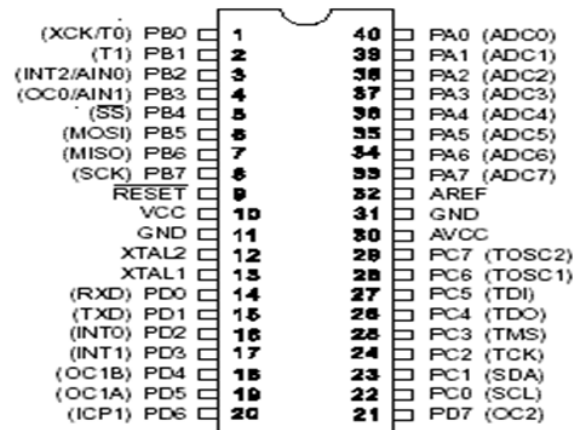 (XCK/T0) PB0 1 40 PA0 (ADC0)
(T1) PB1 2 39 PA1 (ADC1)
(INT2/AIN0) PB2 3 38 PA2 (ADC2)
(OC0/AIN1) PB3 4 37 PA3 (ADC3)
(SS) PB4 5 36 PA4 (ADC4)
(MOSI) PB5 6 35 PA5 (ADC5)
(MISO) PB6 7 34 PA6 (ADC6)
(SCK) PB7 8 33 PA7 (ADC7)
RESET 9 32 AREF
VCC 10 31 GND
GND 11 30 AVCC
XTAL2 12 29 PC7 (TOSC2)
XTAL1 13 28 PC6 (TOSC1)
(RXD) PD0 14 27 PC5 (TDI)
(TXD) PD1 15 26 PC4 (TDO)
(INT0) PD2 16 25 PC3 (TMS)
(INT1) PD3 17 24 PC2 (TCK)
(OC1B) PD4 18 23 PC1 (SDA)
(OC1A) PD5 19 22 PC0 (SCL)
(ICP1) PD6 20 21 PD7 (OC2)